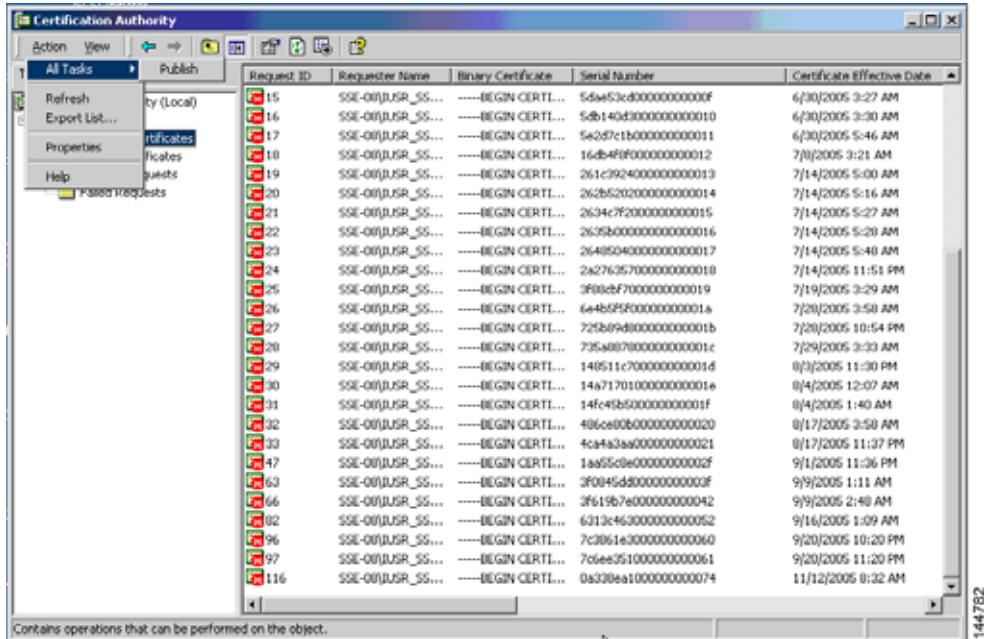 Certification Authority
Action View
All Tasks Publish
Refresh
Export List...
Properties
Help
ty (Local)
rtificates
ficates
quests
Failed Requests
Request ID Requester Name Binary Certificate Serial Number Certificate Effective Date
15 SSE-08\IUSR_SS... -----BEGIN CERTI... 5dae53cd00000000000f 6/30/2005 3:27 AM
16 SSE-08\IUSR_SS... -----BEGIN CERTI... 5db140d3000000000010 6/30/2005 3:30 AM
17 SSE-08\IUSR_SS... -----BEGIN CERTI... 5e2d7c1b000000000011 6/30/2005 5:46 AM
18 SSE-08\IUSR_SS... -----BEGIN CERTI... 16db4f8f000000000012 7/8/2005 3:21 AM
19 SSE-08\IUSR_SS... -----BEGIN CERTI... 261c3924000000000013 7/14/2005 5:00 AM
20 SSE-08\IUSR_SS... -----BEGIN CERTI... 262b5202000000000014 7/14/2005 5:16 AM
21 SSE-08\IUSR_SS... -----BEGIN CERTI... 2634c7f2000000000015 7/14/2005 5:27 AM
22 SSE-08\IUSR_SS... -----BEGIN CERTI... 2635b000000000000016 7/14/2005 5:28 AM
23 SSE-08\IUSR_SS... -----BEGIN CERTI... 26485040000000000017 7/14/2005 5:48 AM
24 SSE-08\IUSR_SS... -----BEGIN CERTI... 2a276357000000000018 7/14/2005 11:51 PM
25 SSE-08\IUSR_SS... -----BEGIN CERTI... 3f88cbf7000000000019 7/19/2005 3:29 AM
26 SSE-08\IUSR_SS... -----BEGIN CERTI... 6e4b5f5f00000000001a 7/28/2005 3:58 AM
27 SSE-08\IUSR_SS... -----BEGIN CERTI... 725b89d800000000001b 7/28/2005 10:54 PM
28 SSE-08\IUSR_SS... -----BEGIN CERTI... 735a887800000000001c 7/29/2005 3:33 AM
29 SSE-08\IUSR_SS... -----BEGIN CERTI... 148511c700000000001d 8/3/2005 11:30 PM
30 SSE-08\IUSR_SS... -----BEGIN CERTI... 14a7170100000000001e 8/4/2005 12:07 AM
31 SSE-08\IUSR_SS... -----BEGIN CERTI... 14fc45b500000000001f 8/4/2005 1:40 AM
32 SSE-08\IUSR_SS... -----BEGIN CERTI... 486ce80b000000000020 8/17/2005 3:58 AM
33 SSE-08\IUSR_SS... -----BEGIN CERTI... 4ca4a3aa000000000021 8/17/2005 11:37 PM
47 SSE-08\IUSR_SS... -----BEGIN CERTI... 1aa55c8e00000000002f 9/1/2005 11:36 PM
63 SSE-08\IUSR_SS... -----BEGIN CERTI... 3f0845dd00000000003f 9/9/2005 1:11 AM
66 SSE-08\IUSR_SS... -----BEGIN CERTI... 3f619b7e000000000042 9/9/2005 2:48 AM
82 SSE-08\IUSR_SS... -----BEGIN CERTI... 6313c463000000000052 9/16/2005 1:09 AM
96 SSE-08\IUSR_SS... -----BEGIN CERTI... 7c3861e3000000000060 9/20/2005 10:20 PM
97 SSE-08\IUSR_SS... -----BEGIN CERTI... 7c6ee351000000000061 9/20/2005 11:20 PM
116 SSE-08\IUSR_SS... -----BEGIN CERTI... 0a338ea1000000000074 11/12/2005 8:32 AM
Contains operations that can be performed on the object.
144782